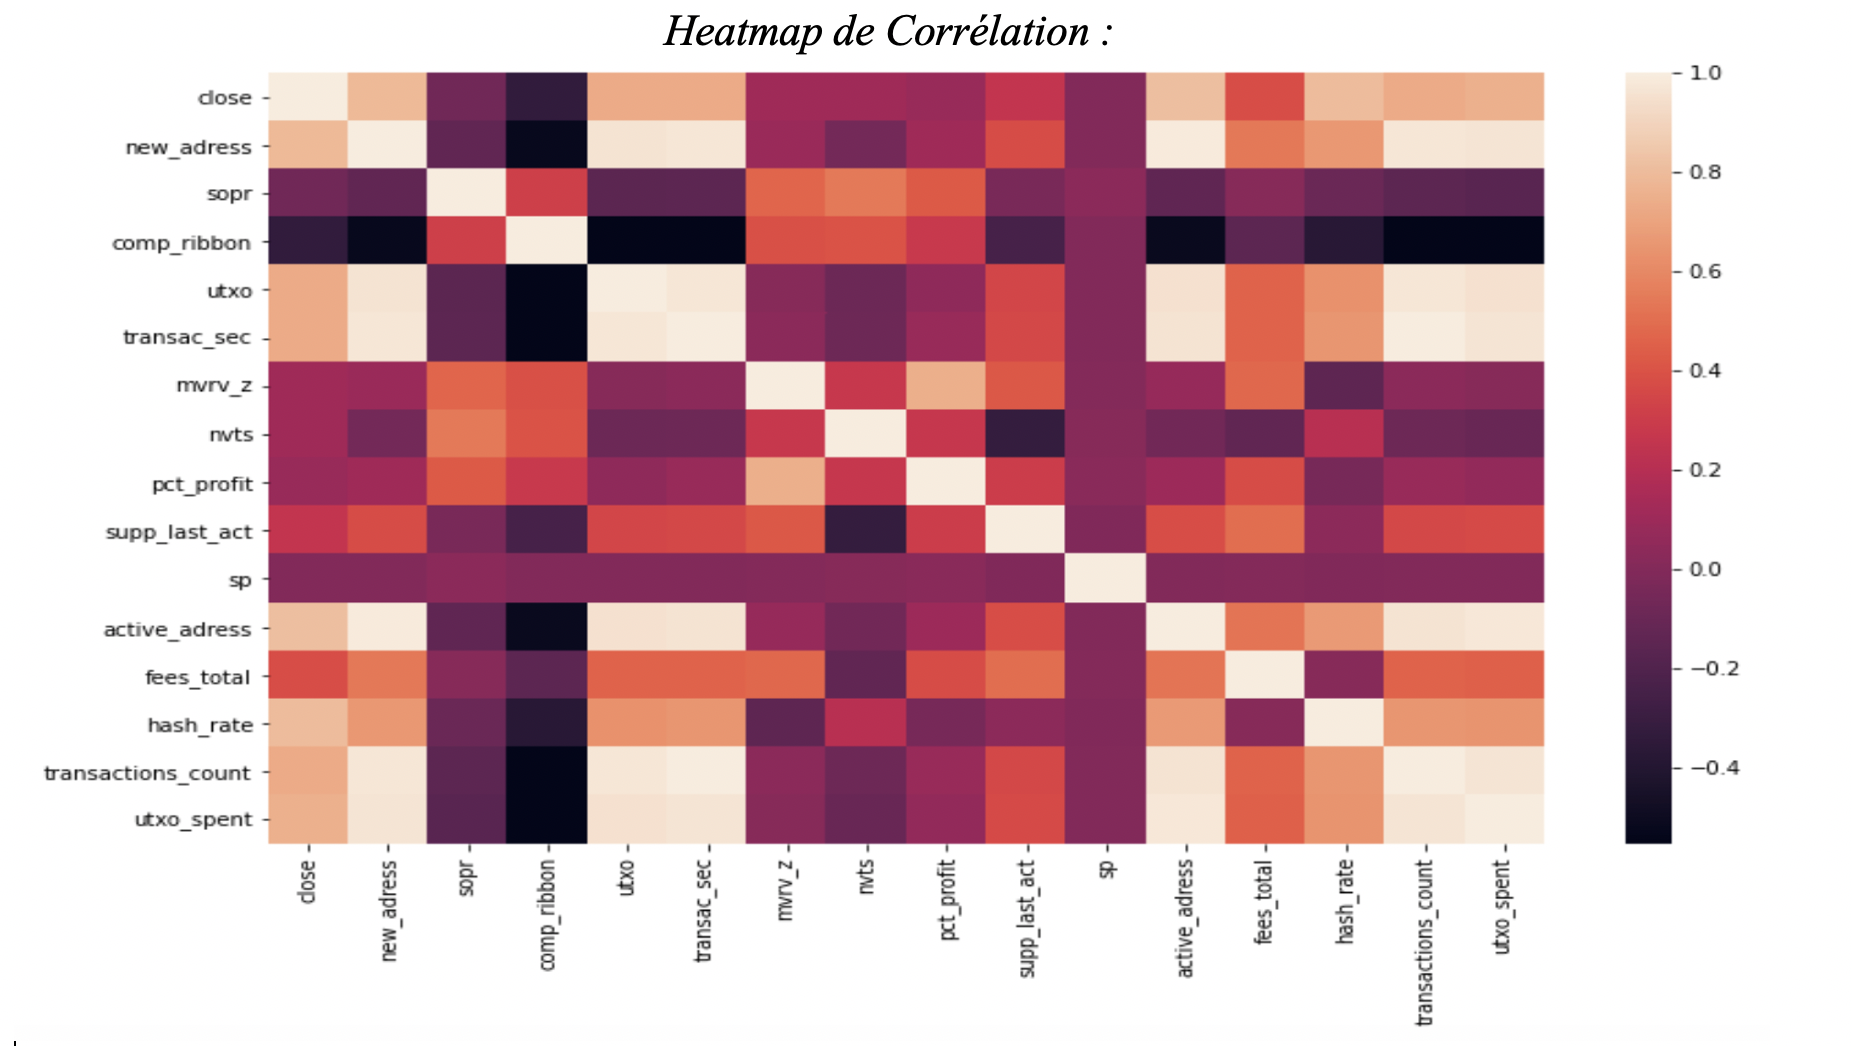 Heatmap de Corrélation :
close
new_adress
sopr
comp_ribbon
utxo
transac_sec
mvrv_z
nvts
pct_profit
supp_last_act
sp
active_adress
fees_total
hash_rate
transactions_count
utxo_spent
close
new_adress
sopr
comp_ribbon
utxo
transac_sec
mvrv_z
nvts
pct_profit
supp_last_act
sp
active_adress
fees_total
hash_rate
transactions_count
utxo_spent
1.0
0.8
0.6
0.4
0.2
0.0
−0.2
−0.4